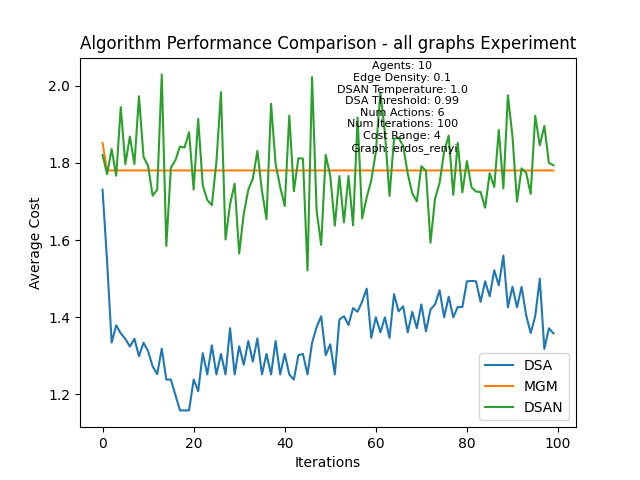 Algorithm Performance Comparison - all graphs Experiment
Agents: 10
Edge Density: 0.1
DSAN Temperature: 1.0
DSA Threshold: 0.99
Num Actions: 6
Num Iterations: 100
Cost Range: 4
Graph: erdos_renyi
2.0
1.8
1.6
1.4
1.2
Average Cost
0
20
40
60
80
100
Iterations
DSA
MGM
DSAN